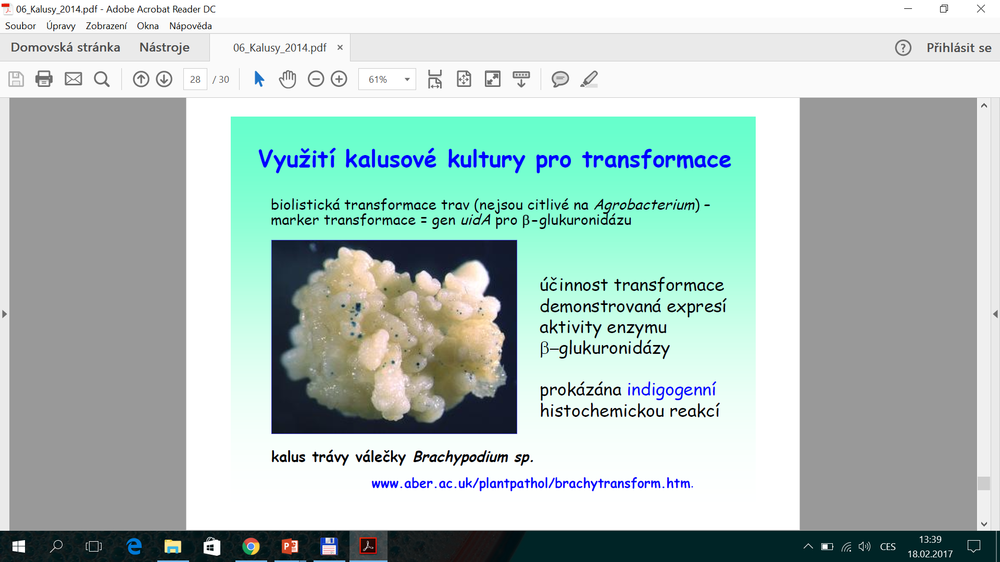 06_Kalusy_2014.pdf - Adobe Acrobat Reader DC
Soubor Úpravy Zobrazení Okna Nápověda
Domovská stránka Nástroje 06_Kalusy_2014.pdf × ? Přihlásit se
28 / 30 61%
Využití kalusové kultury pro transformace
biolistická transformace trav (nejsou citlivé na Agrobacterium) –
marker transformace = gen uidA pro β-glukuronidázu
účinnost transformace
demonstrovaná expresí
aktivity enzymu
β–glukuronidázy
prokázána indigogenní
histochemickou reakcí
kalus trávy válečky Brachypodium sp.
www.aber.ac.uk/plantpathol/brachytransform.htm.
CES
13:39
18.02.2017